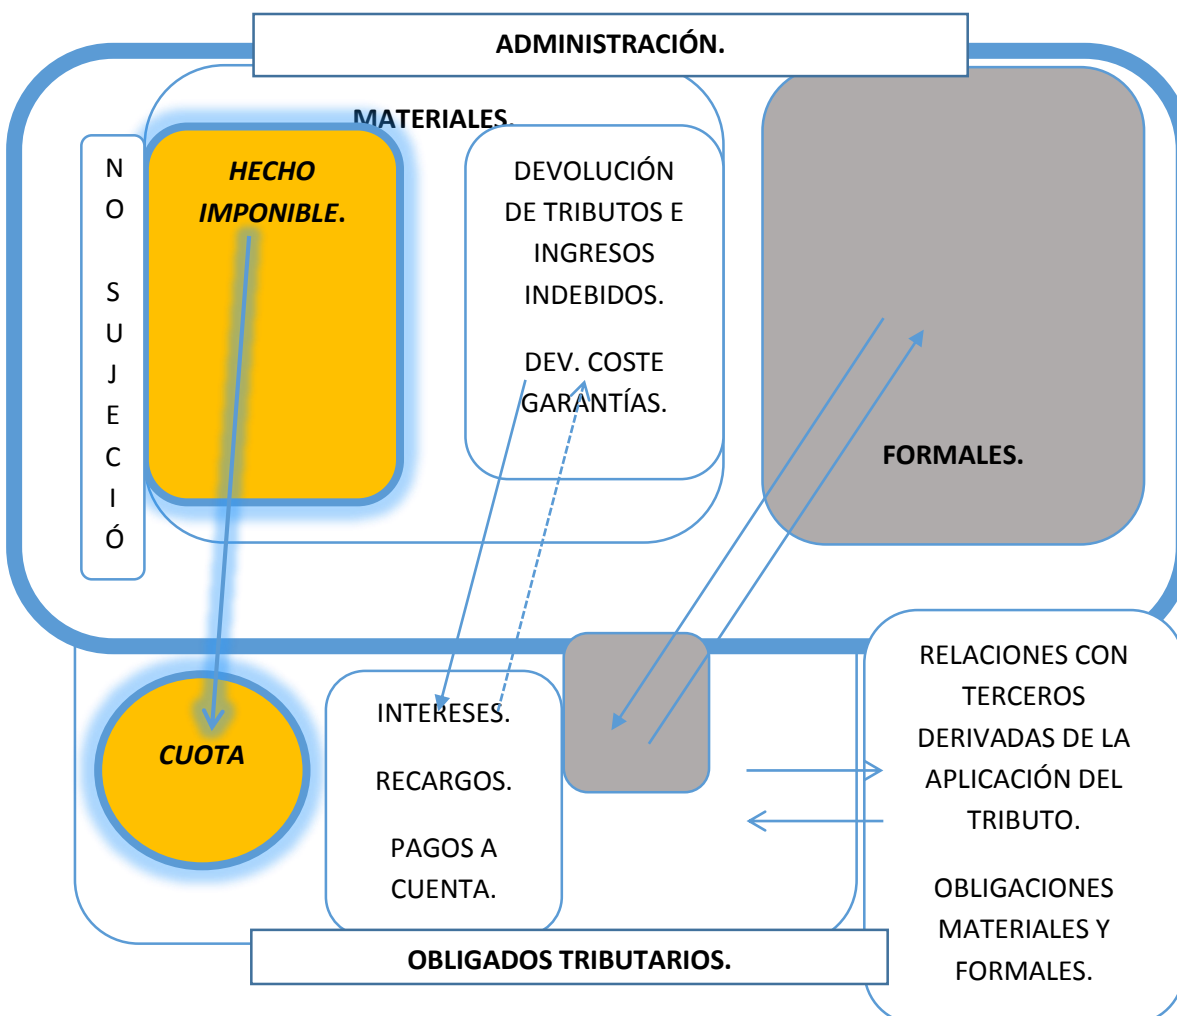 ADMINISTRACIÓN.
MATERIALES.
N
O
S
U
J
E
C
I
Ó
HECHO
IMPONIBLE.
DEVOLUCIÓN
DE TRIBUTOS E
INGRESOS
INDEBIDOS.
DEV. COSTE
GARANTÍAS.
FORMALES.
CUOTA
INTERESES.
RECARGOS.
PAGOS A
CUENTA.
RELACIONES CON
TERCEROS
DERIVADAS DE LA
APLICACIÓN DEL
TRIBUTO.
OBLIGACIONES
MATERIALES Y
FORMALES.
OBLIGADOS TRIBUTARIOS.